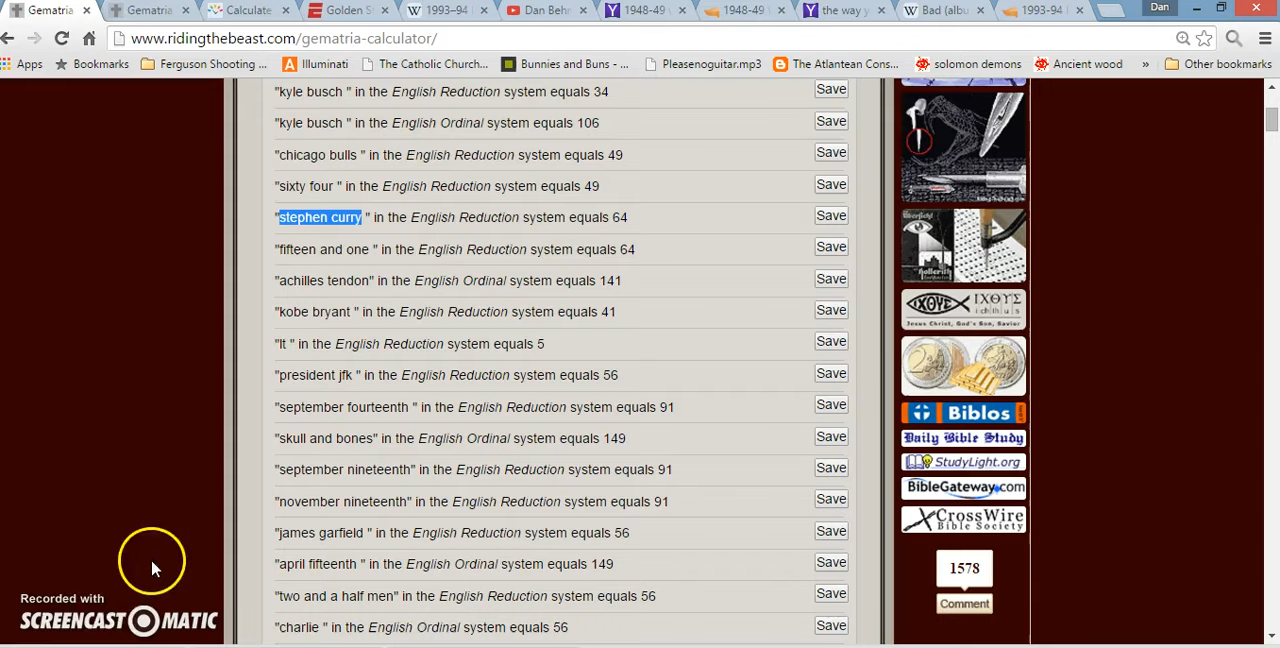 Gematria
Gematria
Calculate
Golden S
1993-94
Dan Behn
1948-49
1948-49
the way y
Bad (albu
1993-94
Dan
www.ridingthebeast.com/gematria-calculator/
Apps
Bookmarks
Ferguson Shooting ...
Illuminati
The Catholic Church...
Bunnies and Buns - ...
Pleasenoguitar.mp3
The Atlantean Cons...
solomon demons
Ancient wood
»
Other bookmarks
"kyle busch " in the English Reduction system equals 34 Save
"kyle busch " in the English Ordinal system equals 106 Save
"chicago bulls " in the English Reduction system equals 49 Save
"sixty four " in the English Reduction system equals 49 Save
"stephen curry " in the English Reduction system equals 64 Save
"fifteen and one " in the English Reduction system equals 64 Save
"achilles tendon" in the English Ordinal system equals 141 Save
"kobe bryant " in the English Reduction system equals 41 Save
"lt " in the English Reduction system equals 5 Save
"president jfk " in the English Reduction system equals 56 Save
"september fourteenth " in the English Reduction system equals 91 Save
"skull and bones" in the English Ordinal system equals 149 Save
"september nineteenth" in the English Reduction system equals 91 Save
"november nineteenth" in the English Reduction system equals 91 Save
"james garfield " in the English Reduction system equals 56 Save
"april fifteenth " in the English Ordinal system equals 149 Save
"two and a half men" in the English Reduction system equals 56 Save
"charlie " in the English Ordinal system equals 56 Save
hollerith
ΙΧΘΥΣ
ΙΧΘΥΣ
Jesus Christ, God's Son, Savior
Biblos
Daily Bible Study
StudyLight.org
BibleGateway.com
CrossWire
Bible Society
1578
Comment
Recorded with
SCREENCAST MATIC